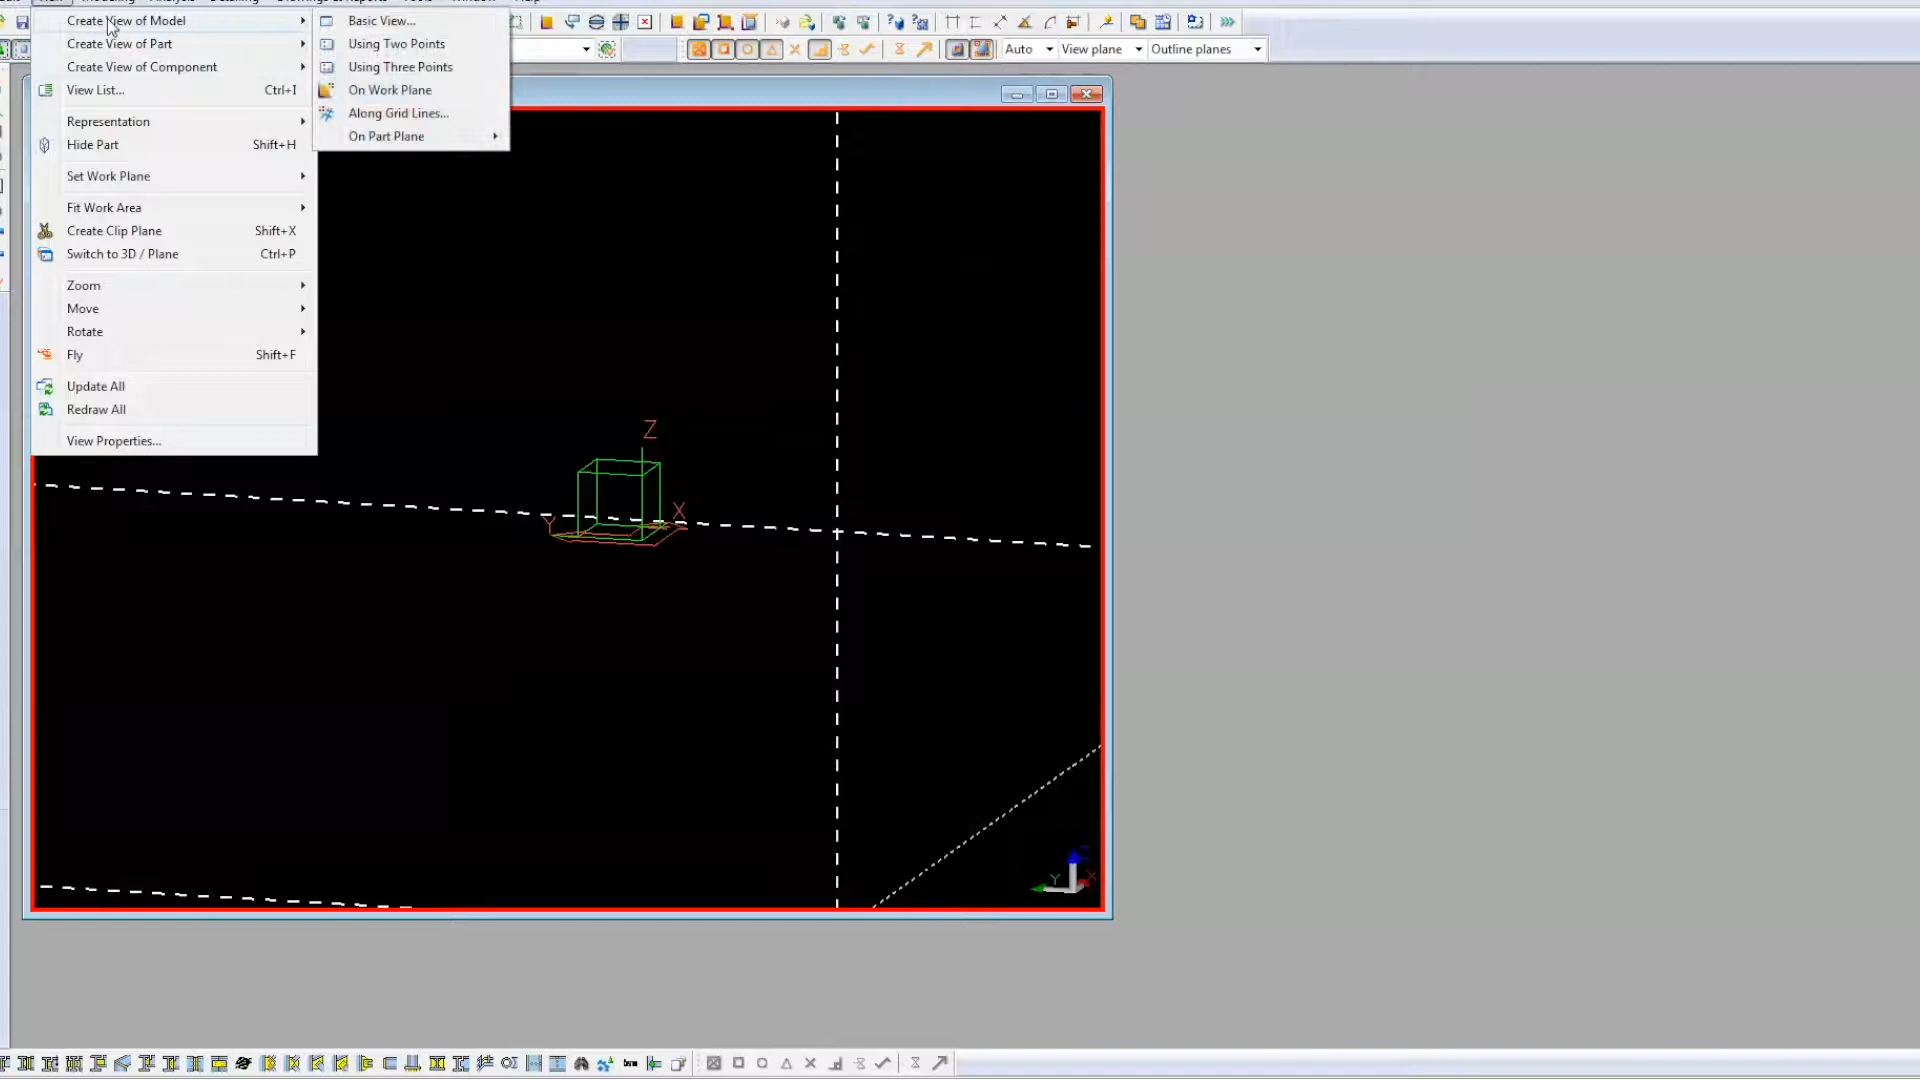 Create View of Model
Create View of Part
Create View of Component
View List... Ctrl+I
Representation
Hide Part Shift+H
Set Work Plane
Fit Work Area
Create Clip Plane Shift+X
Switch to 3D / Plane Ctrl+P
Zoom
Move
Rotate
Fly Shift+F
Update All
Redraw All
View Properties...
Basic View...
Using Two Points
Using Three Points
On Work Plane
Along Grid Lines...
On Part Plane
Auto
View plane
Outline planes
Z
Y
X
Y
X